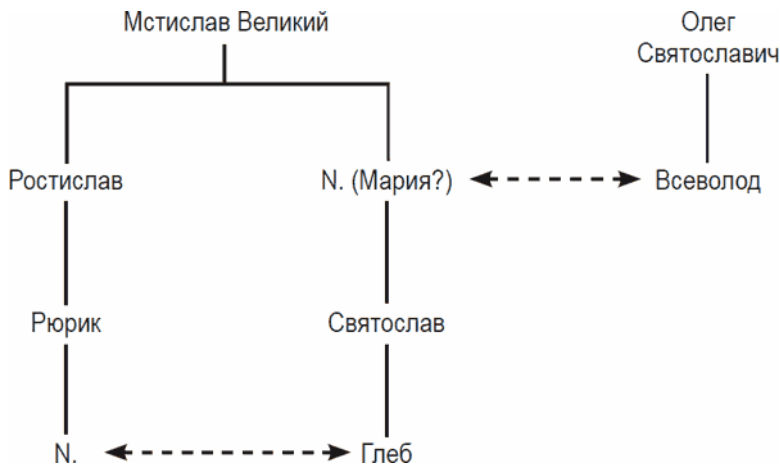 Мстислав Великий
Олег
Святославич
Ростислав
N. (Мария?)
Всеволод
Рюрик
Святослав
N.
Глеб